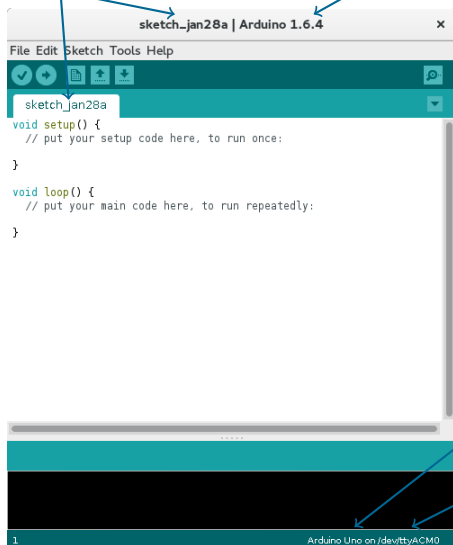 sketch_jan28a | Arduino 1.6.4 ×
File Edit Sketch Tools Help
sketch_jan28a
void setup() {
  // put your setup code here, to run once:
}
void loop() {
  // put your main code here, to run repeatedly:
}
1 Arduino Uno on /dev/ttyACM0